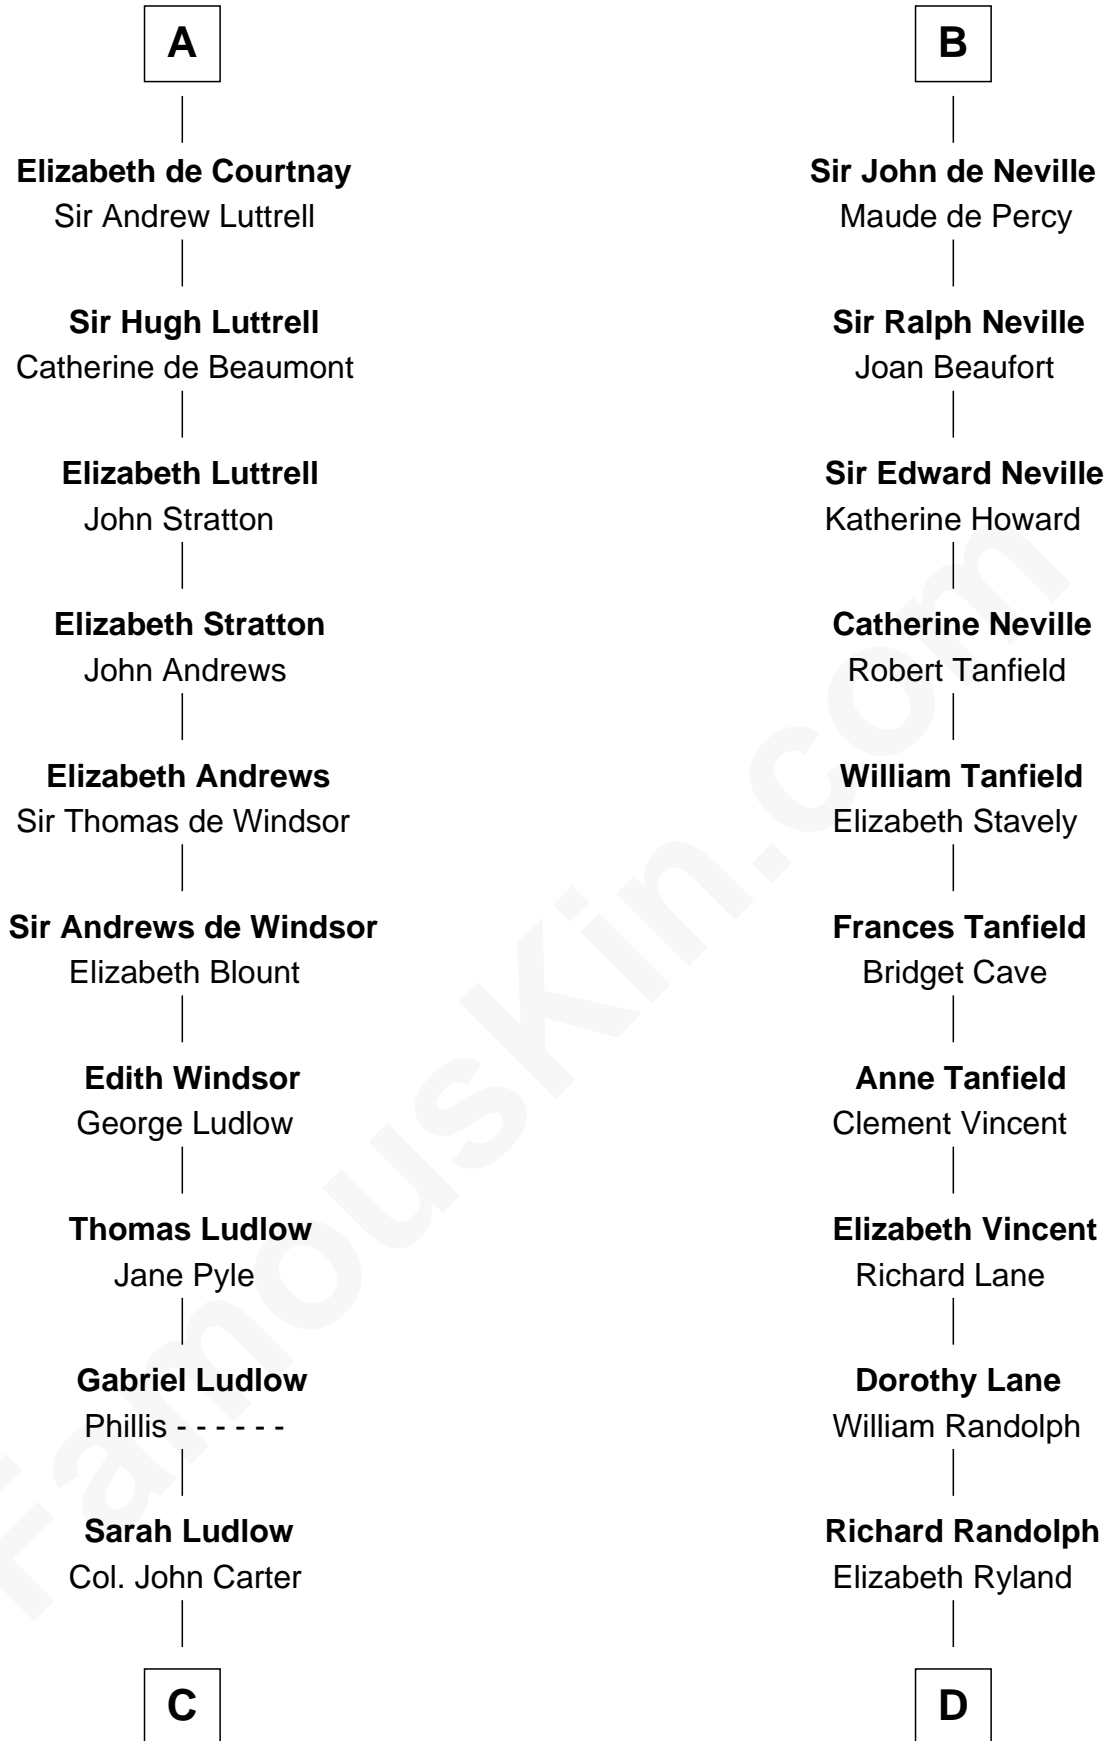 A
Elizabeth de Courtnay
Sir Andrew Luttrell
Sir Hugh Luttrell
Catherine de Beaumont
Elizabeth Luttrell
John Stratton
Elizabeth Stratton
John Andrews
Elizabeth Andrews
Sir Thomas de Windsor
Sir Andrews de Windsor
Elizabeth Blount
Edith Windsor
George Ludlow
Thomas Ludlow
Jane Pyle
Gabriel Ludlow
Phillis - - - - - -
Sarah Ludlow
Col. John Carter
C
B
Sir John de Neville
Maude de Percy
Sir Ralph Neville
Joan Beaufort
Sir Edward Neville
Katherine Howard
Catherine Neville
Robert Tanfield
William Tanfield
Elizabeth Stavely
Frances Tanfield
Bridget Cave
Anne Tanfield
Clement Vincent
Elizabeth Vincent
Richard Lane
Dorothy Lane
William Randolph
Richard Randolph
Elizabeth Ryland
D
FamousKin.com